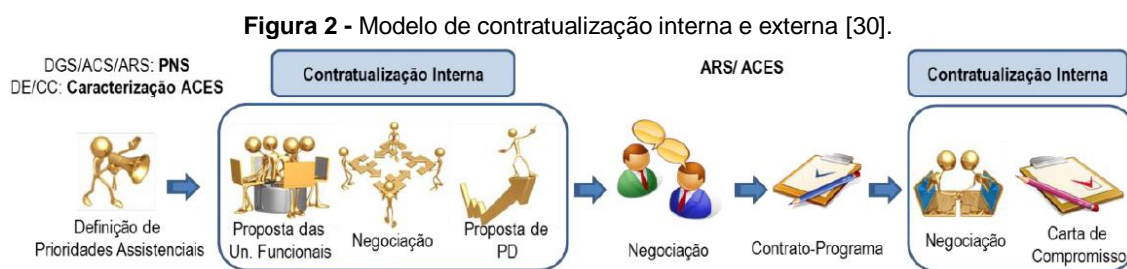 Figura 2 - Modelo de contratualização interna e externa [30].
DGS/ACS/ARS: PNS
DE/CC: Caracterização ACES
Contratualização Interna
ARS/ ACES
Contratualização Interna
Definição de
Prioridades Assistenciais
Proposta das
Un. Funcionais
Negociação
Proposta de
PD
Negociação
Contrato-Programa
Negociação
Carta de
Compromisso